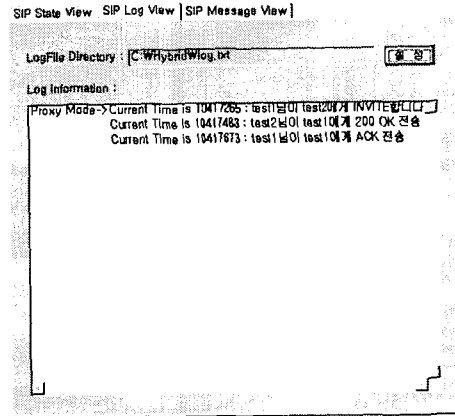 SIP State View SIP Log View SIP Message View
LogFile Directory : C:₩Hybrid₩log.txt 설 정
Log Information :
Proxy Mode->Current Time is 10417265 : test1님이 test2에게 INVITE합니다
Current Time is 10417483 : test2님이 test1에게 200 OK 전송
Current Time is 10417673 : test1님이 test1에게 ACK 전송